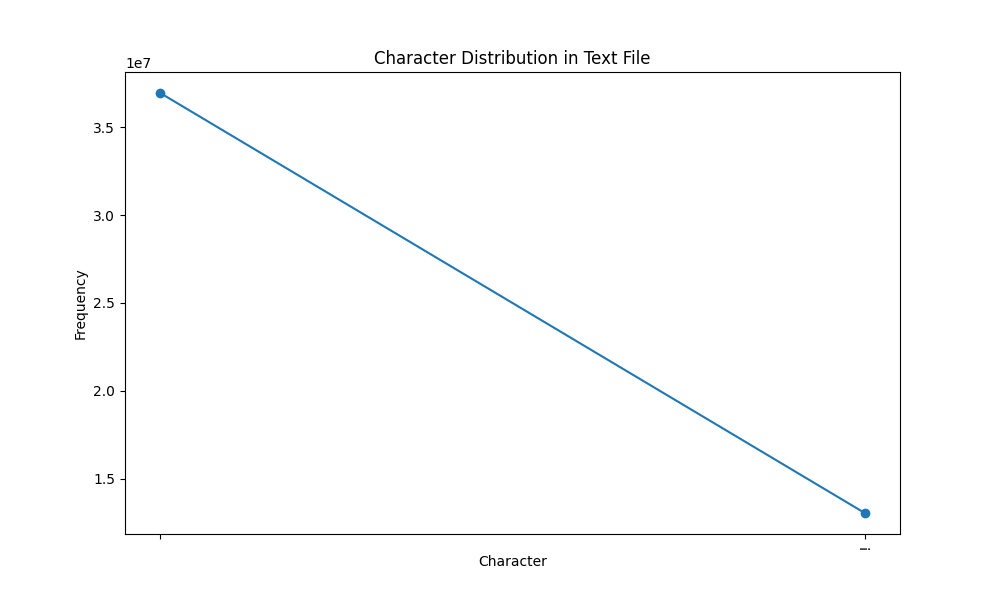 Character Distribution in Text File
1e7
3.5
3.0
2.5
2.0
1.5
Frequency
Character